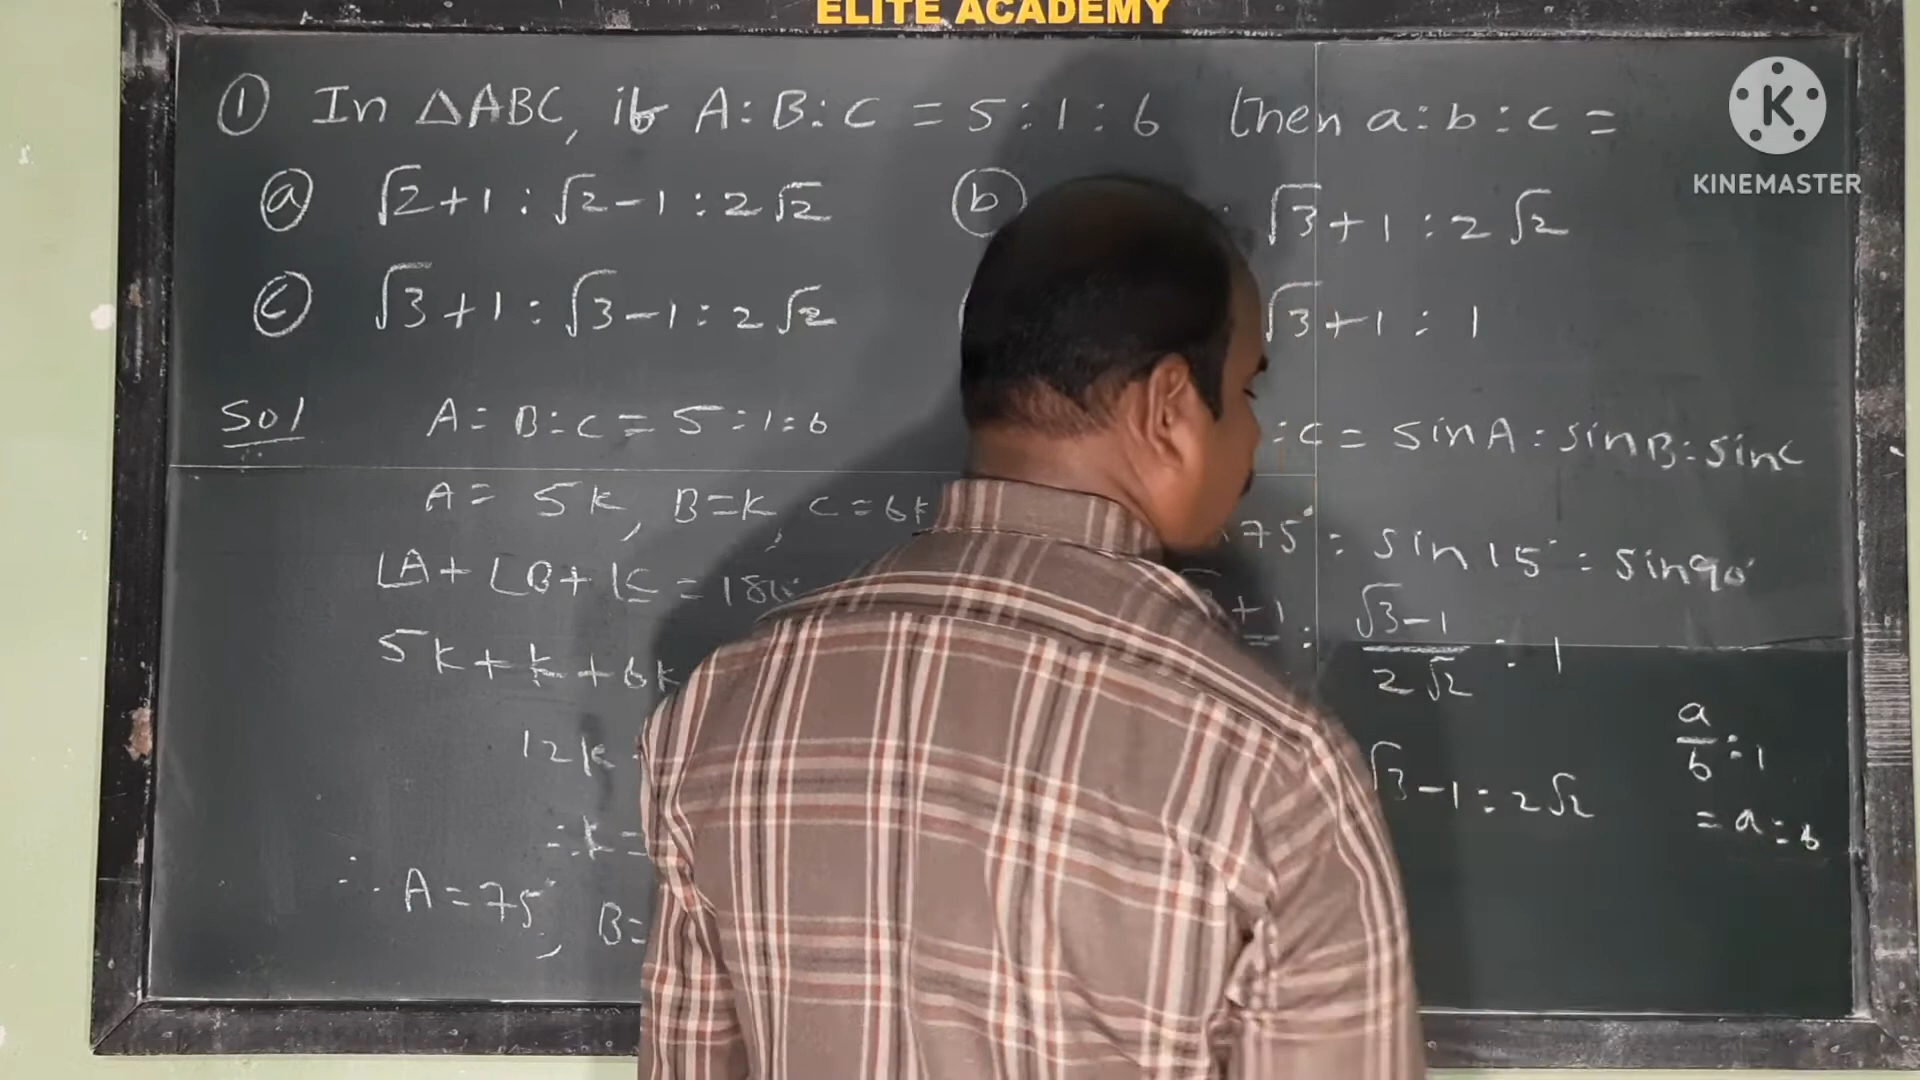 ELITE ACADEMY
KINEMASTER
① In △ABC, if A:B:C = 5:1:6 then a:b:c =
ⓐ √2+1 : √2-1 : 2√2
ⓑ : √3+1 : 2√2
ⓒ √3+1 : √3-1 : 2√2
√3+1 : 1
Sol A:B:C = 5:1:6
A = 5k, B=k, C=6k
∠A+∠B+∠C = 180
5k+k+6k
12k
∴k=
∴ A=75°, B=
:c = sinA : sinB : sinC
75° : sin15° : sin90°
+1 : √3-1/2√2 : 1
√3-1 : 2√2
a/b : 1
= a:b